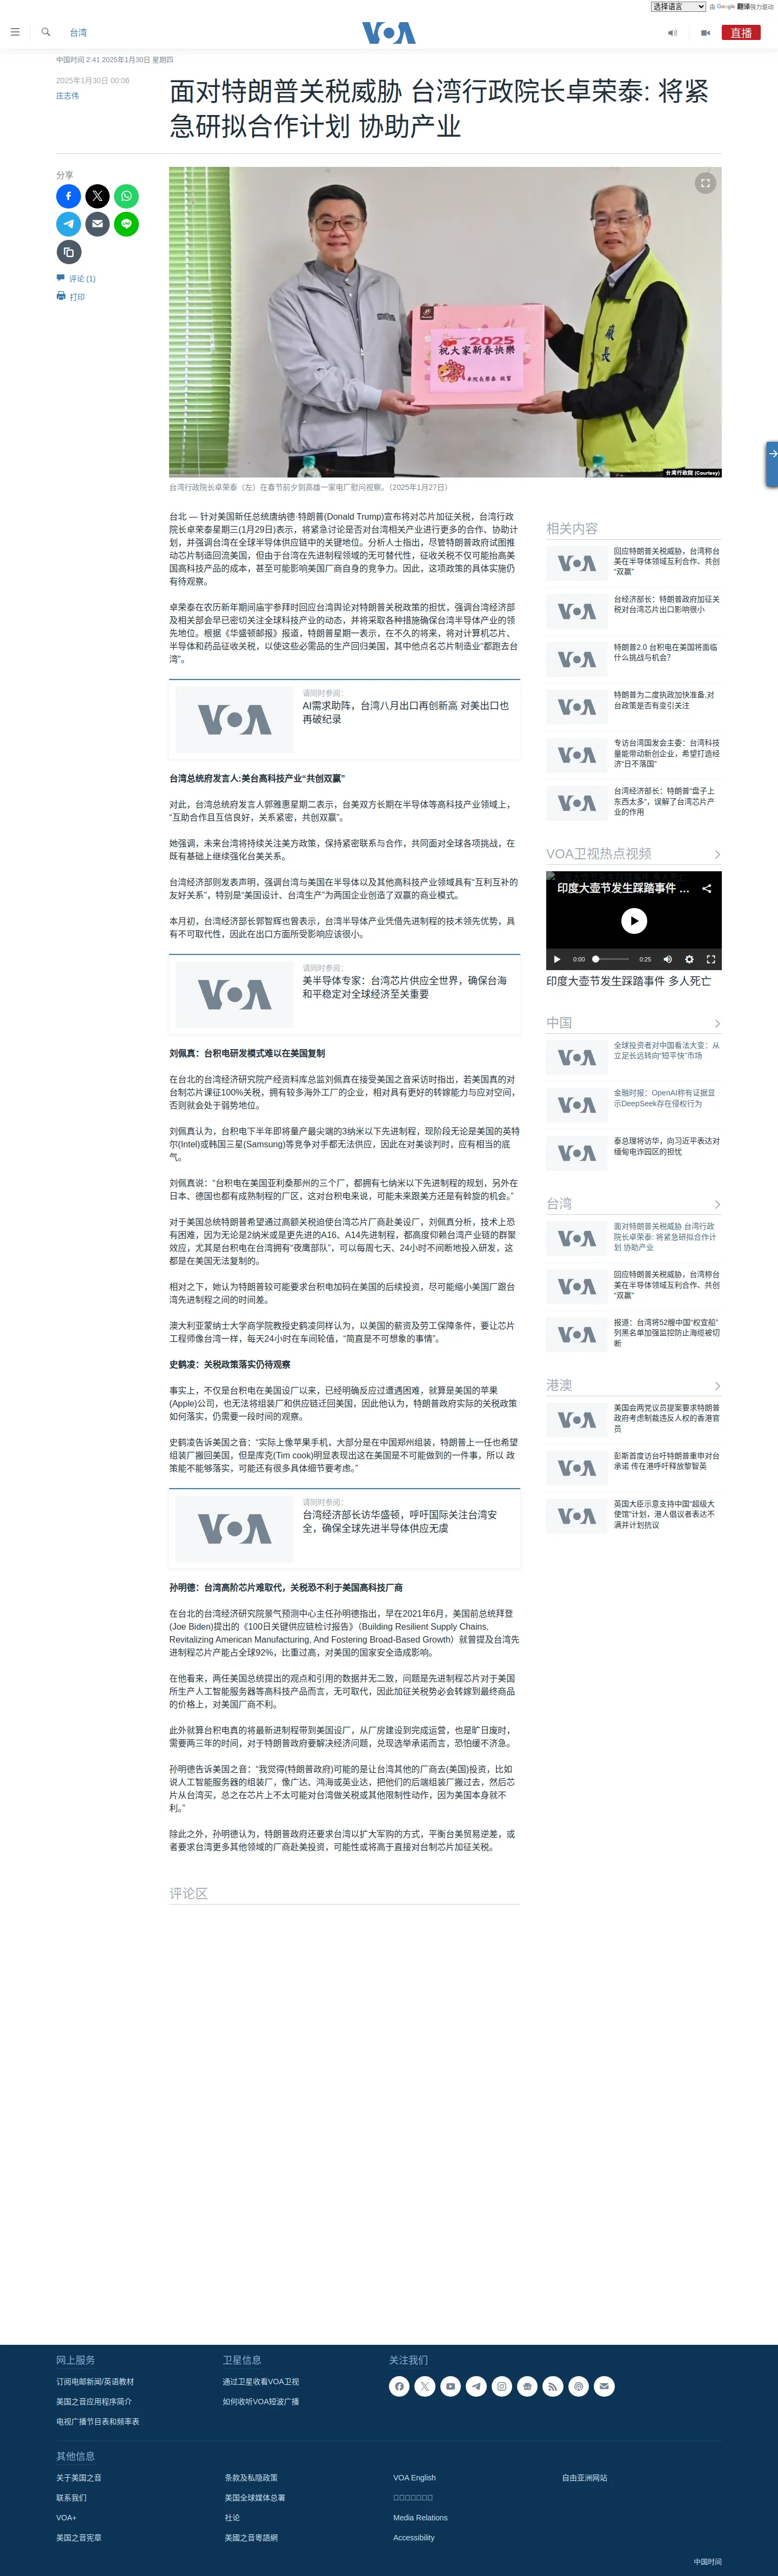 选择语言 由 Google 翻译强力驱动
台湾
VOA
直播
中国时间 2:41 2025年1月30日 星期四
2025年1月30日 00:06
庄志伟
面对特朗普关税威胁 台湾行政院长卓荣泰: 将紧
急研拟合作计划 协助产业
分享
评论 (1)
打印
2025
祝大家新春快樂
卓院長榮泰 敬賀
廠長
台湾行政院 (Courtesy)
台湾行政院长卓荣泰（左）在春节前夕到高雄一家电厂慰问视察。（2025年1月27日）
台北 — 针对美国新任总统唐纳德·特朗普(Donald Trump)宣布将对芯片加征关税，台湾行政
院长卓荣泰星期三(1月29日)表示，将紧急讨论是否对台湾相关产业进行更多的合作、协助计
划，并强调台湾在全球半导体供应链中的关键地位。分析人士指出，尽管特朗普政府试图推
动芯片制造回流美国，但由于台湾在先进制程领域的无可替代性，征收关税不仅可能抬高美
国高科技产品的成本，甚至可能影响美国厂商自身的竞争力。因此，这项政策的具体实施仍
有待观察。
卓荣泰在农历新年期间庙宇参拜时回应台湾舆论对特朗普关税政策的担忧，强调台湾经济部
及相关部会早已密切关注全球科技产业的动态，并将采取各种措施确保台湾半导体产业的领
先地位。根据《华盛顿邮报》报道，特朗普星期一表示，在不久的将来，将对计算机芯片、
半导体和药品征收关税，以使这些必需品的生产回归美国，其中他点名芯片制造业“都跑去台
湾”。
请同时参阅：
AI需求助阵，台湾八月出口再创新高 对美出口也
再破纪录
VOA
台湾总统府发言人:美台高科技产业“共创双赢”
对此，台湾总统府发言人郭雅惠星期二表示，台美双方长期在半导体等高科技产业领域上，
“互助合作且互信良好，关系紧密，共创双赢”。
她强调，未来台湾将持续关注美方政策，保持紧密联系与合作，共同面对全球各项挑战，在
既有基础上继续强化台美关系。
台湾经济部则发表声明，强调台湾与美国在半导体以及其他高科技产业领域具有“互利互补的
友好关系”，特别是“美国设计、台湾生产”为两国企业创造了双赢的商业模式。
本月初，台湾经济部长郭智辉也曾表示，台湾半导体产业凭借先进制程的技术领先优势，具
有不可取代性，因此在出口方面所受影响应该很小。
请同时参阅：
美半导体专家：台湾芯片供应全世界，确保台海
和平稳定对全球经济至关重要
VOA
刘佩真：台积电研发模式难以在美国复制
在台北的台湾经济研究院产经资料库总监刘佩真在接受美国之音采访时指出，若美国真的对
台制芯片课征100%关税，拥有较多海外工厂的企业，相对具有更好的转嫁能力与应对空间，
否则就会处于弱势地位。
刘佩真认为，台积电下半年即将量产最尖端的3纳米以下先进制程，现阶段无论是美国的英特
尔(Intel)或韩国三星(Samsung)等竞争对手都无法供应，因此在对美谈判时，应有相当的底
气。
刘佩真说：“台积电在美国亚利桑那州的三个厂，都拥有七纳米以下先进制程的规划，另外在
日本、德国也都有成熟制程的厂区，这对台积电来说，可能未来跟美方还是有斡旋的机会。”
对于美国总统特朗普希望通过高额关税迫使台湾芯片厂商赴美设厂，刘佩真分析，技术上恐
有困难，因为无论是2纳米或是更先进的A16、A14先进制程，都高度仰赖台湾产业链的群聚
效应，尤其是台积电在台湾拥有“夜鹰部队”，可以每周七天、24小时不间断地投入研发，这
都是在美国无法复制的。
相对之下，她认为特朗普较可能要求台积电加码在美国的后续投资，尽可能缩小美国厂跟台
湾先进制程之间的时间差。
澳大利亚蒙纳士大学商学院教授史鹤凌同样认为，以美国的薪资及劳工保障条件，要让芯片
工程师像台湾一样，每天24小时在车间轮值，“简直是不可想象的事情”。
史鹤凌：关税政策落实仍待观察
事实上，不仅是台积电在美国设厂以来，已经明确反应过遭遇困难，就算是美国的苹果
(Apple)公司，也无法将组装厂和供应链迁回美国，因此他认为，特朗普政府实际的关税政策
如何落实，仍需要一段时间的观察。
史鹤凌告诉美国之音：“实际上像苹果手机，大部分是在中国郑州组装，特朗普上一任也希望
组装厂搬回美国，但是库克(Tim cook)明显表现出这在美国是不可能做到的一件事，所以 政
策能不能够落实，可能还有很多具体细节要考虑。”
请同时参阅：
台湾经济部长访华盛顿，呼吁国际关注台湾安
全，确保全球先进半导体供应无虞
VOA
孙明德：台湾高阶芯片难取代，关税恐不利于美国高科技厂商
在台北的台湾经济研究院景气预测中心主任孙明德指出，早在2021年6月，美国前总统拜登
(Joe Biden)提出的《100日关键供应链检讨报告》（Building Resilient Supply Chains,
Revitalizing American Manufacturing, And Fostering Broad-Based Growth）就曾提及台湾先
进制程芯片产能占全球92%，比重过高，对美国的国家安全造成影响。
在他看来，两任美国总统提出的观点和引用的数据并无二致，问题是先进制程芯片对于美国
所生产人工智能服务器等高科技产品而言，无可取代，因此加征关税势必会转嫁到最终商品
的价格上，对美国厂商不利。
此外就算台积电真的将最新进制程带到美国设厂，从厂房建设到完成运营，也是旷日废时，
需要两三年的时间，对于特朗普政府要解决经济问题，兑现选举承诺而言，恐怕缓不济急。
孙明德告诉美国之音：“我觉得(特朗普政府)可能的是让台湾其他的厂商去(美国)投资，比如
说人工智能服务器的组装厂，像广达、鸿海或英业达，把他们的后端组装厂搬过去，然后芯
片从台湾买，总之在芯片上不太可能对台湾做关税或其他限制性动作，因为美国本身就不
利。”
除此之外，孙明德认为，特朗普政府还要求台湾以扩大军购的方式，平衡台美贸易逆差，或
者要求台湾更多其他领域的厂商赴美投资，可能性或将高于直接对台制芯片加征关税。
评论区
相关内容
回应特朗普关税威胁，台湾称台
美在半导体领域互利合作、共创
“双赢”
台经济部长：特朗普政府加征关
税对台湾芯片出口影响很小
特朗普2.0 台积电在美国将面临
什么挑战与机会?
特朗普为二度执政加快准备,对
台政策是否有变引关注
专访台湾国发会主委：台湾科技
量能带动新创企业，希望打造经
济“日不落国”
台湾经济部长：特朗普“盘子上
东西太多”，误解了台湾芯片产
业的作用
VOA卫视热点视频
印度大壶节发生踩踏事件 ...
0:00
0:25
印度大壶节发生踩踏事件 多人死亡
中国
全球投资者对中国看法大变：从
立足长远转向“短平快”市场
金融时报：OpenAI称有证据显
示DeepSeek存在侵权行为
泰总理将访华，向习近平表达对
缅甸电诈园区的担忧
台湾
面对特朗普关税威胁 台湾行政
院长卓荣泰: 将紧急研拟合作计
划 协助产业
回应特朗普关税威胁，台湾称台
美在半导体领域互利合作、共创
“双赢”
报道：台湾将52艘中国“权宜船”
列黑名单加强监控防止海缆被切
断
港澳
美国会两党议员提案要求特朗普
政府考虑制裁违反人权的香港官
员
彭斯首度访台吁特朗普重申对台
承诺 传在港呼吁释放黎智英
英国大臣示意支持中国“超级大
使馆”计划，港人倡议者表达不
满并计划抗议
网上服务
订阅电邮新闻/英语教材
美国之音应用程序简介
电视广播节目表和频率表
卫星信息
通过卫星收看VOA卫视
如何收听VOA短波广播
关注我们
其他信息
关于美国之音
条款及私隐政策
VOA English
自由亚洲网站
联系我们
美国全球媒体总署
VOA+
社论
Media Relations
美国之音宪章
美國之音粵語網
Accessibility
中国时间